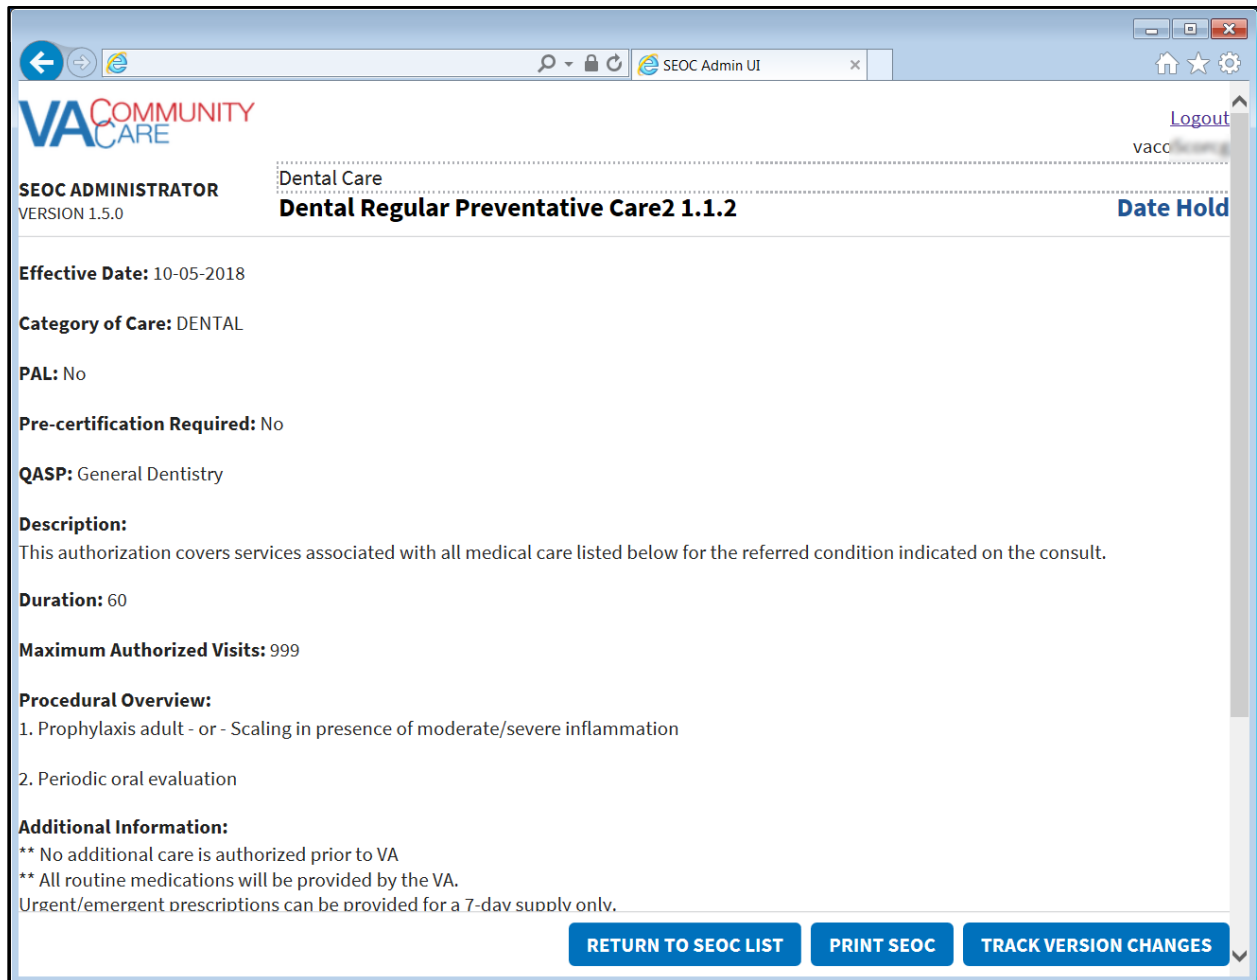 SEOC Admin UI
VA COMMUNITY CARE
Logout
vaco
SEOC ADMINISTRATOR
VERSION 1.5.0
Dental Care
Dental Regular Preventative Care2 1.1.2
Date Hold
Effective Date: 10-05-2018
Category of Care: DENTAL
PAL: No
Pre-certification Required: No
QASP: General Dentistry
Description:
This authorization covers services associated with all medical care listed below for the referred condition indicated on the consult.
Duration: 60
Maximum Authorized Visits: 999
Procedural Overview:
1. Prophylaxis adult - or - Scaling in presence of moderate/severe inflammation
2. Periodic oral evaluation
Additional Information:
** No additional care is authorized prior to VA
** All routine medications will be provided by the VA.
Urgent/emergent prescriptions can be provided for a 7-day supply only.
RETURN TO SEOC LIST
PRINT SEOC
TRACK VERSION CHANGES